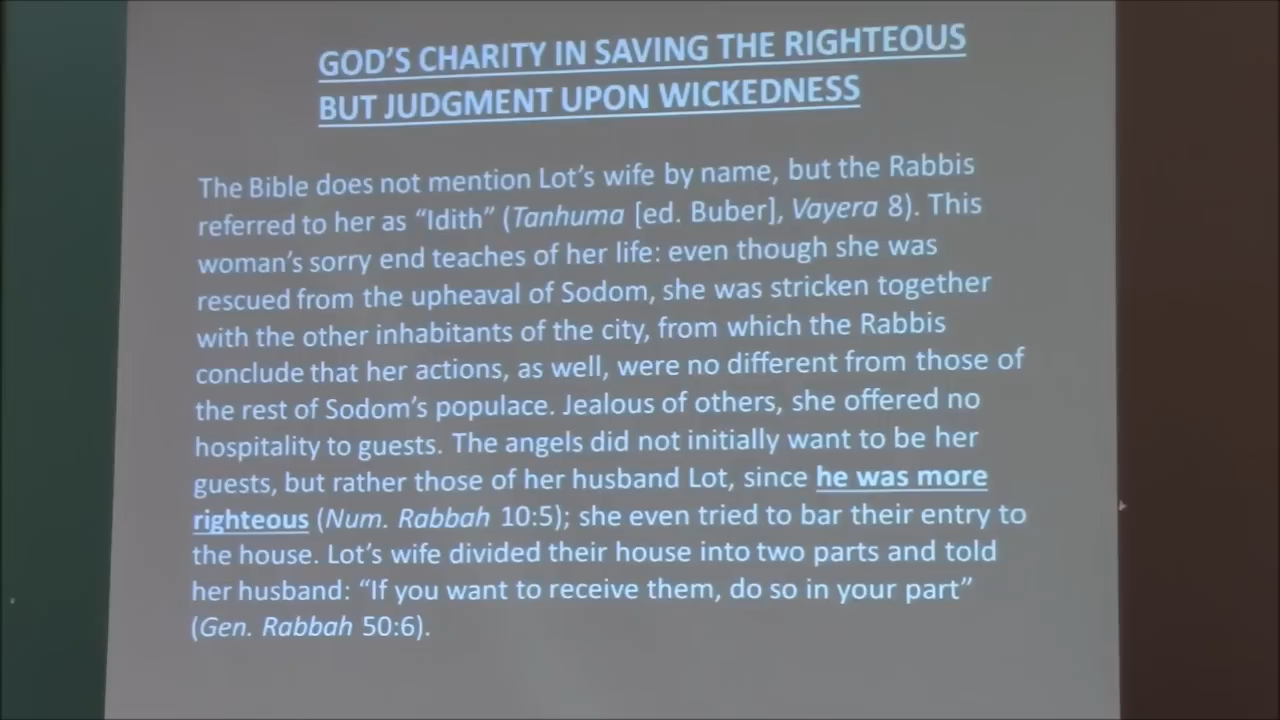 GOD’S CHARITY IN SAVING THE RIGHTEOUS
BUT JUDGMENT UPON WICKEDNESS
The Bible does not mention Lot’s wife by name, but the Rabbis
referred to her as “Idith” (Tanhuma [ed. Buber], Vayera 8). This
woman’s sorry end teaches of her life: even though she was
rescued from the upheaval of Sodom, she was stricken together
with the other inhabitants of the city, from which the Rabbis
conclude that her actions, as well, were no different from those of
the rest of Sodom’s populace. Jealous of others, she offered no
hospitality to guests. The angels did not initially want to be her
guests, but rather those of her husband Lot, since he was more
righteous (Num. Rabbah 10:5); she even tried to bar their entry to
the house. Lot’s wife divided their house into two parts and told
her husband: “If you want to receive them, do so in your part”
(Gen. Rabbah 50:6).